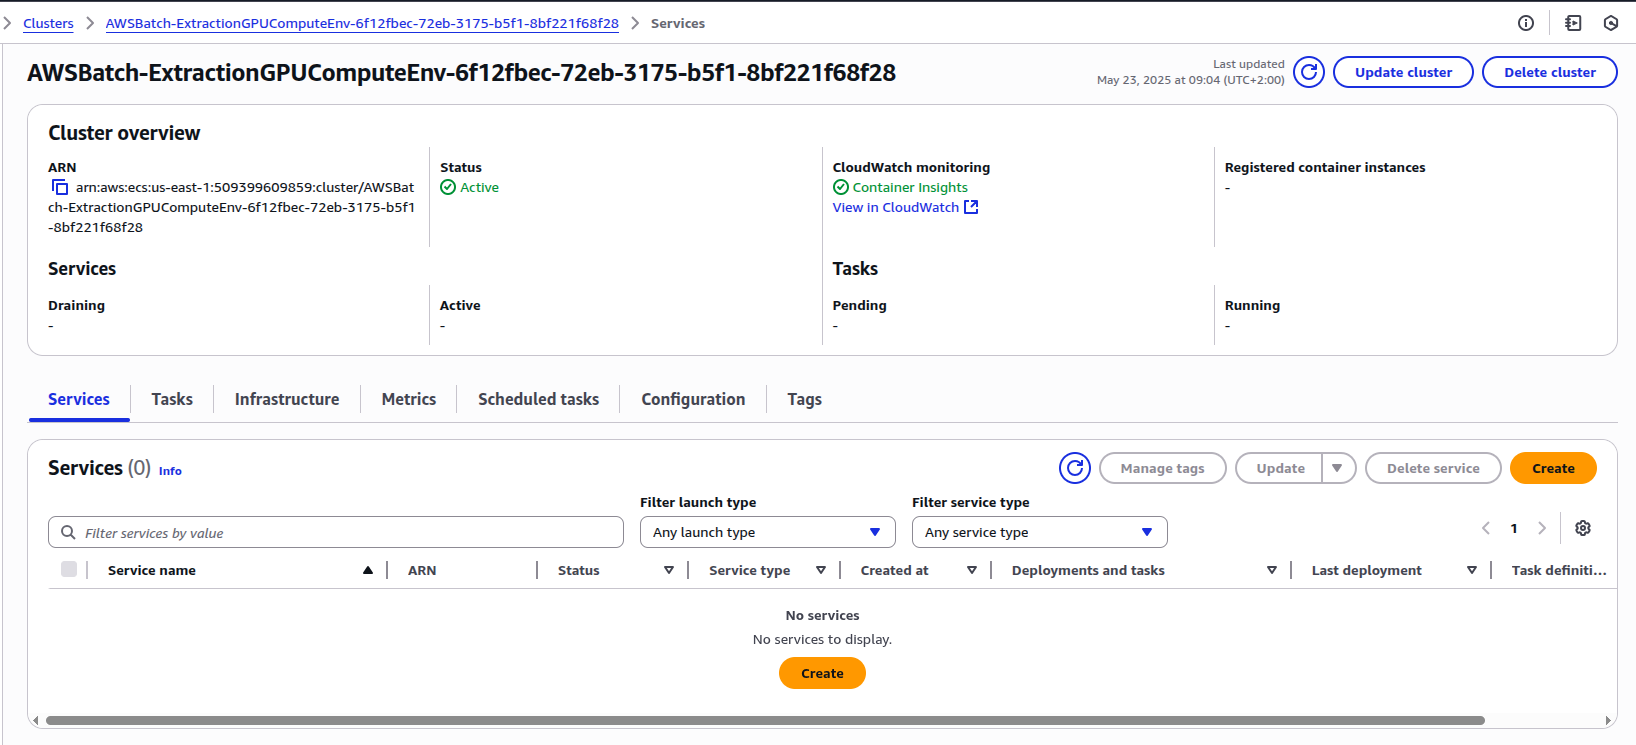 Clusters
AWSBatch-ExtractionGPUComputeEnv-6f12fbec-72eb-3175-b5f1-8bf221f68f28
Services
AWSBatch-ExtractionGPUComputeEnv-6f12fbec-72eb-3175-b5f1-8bf221f68f28
Last updated
May 23, 2025 at 09:04 (UTC+2:00)
Update cluster
Delete cluster
Cluster overview
ARN
arn:aws:ecs:us-east-1:509399609859:cluster/AWSBat
ch-ExtractionGPUComputeEnv-6f12fbec-72eb-3175-b5f1
-8bf221f68f28
Status
Active
CloudWatch monitoring
Container Insights
View in CloudWatch
Registered container instances
-
Services
Draining
-
Active
-
Tasks
Pending
-
Running
-
Services
Tasks
Infrastructure
Metrics
Scheduled tasks
Configuration
Tags
Services (0) Info
Manage tags
Update
Delete service
Create
Filter services by value
Filter launch type
Any launch type
Filter service type
Any service type
1
Service name
ARN
Status
Service type
Created at
Deployments and tasks
Last deployment
Task definiti...
No services
No services to display.
Create